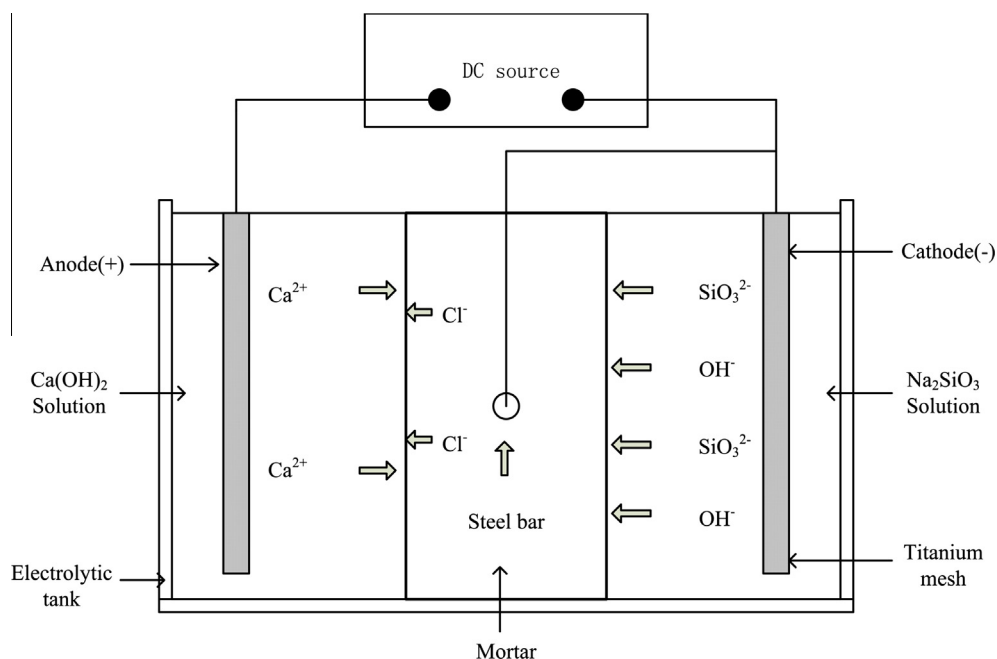 DC source
Anode(+)
Cathode(-)
Ca²⁺
SiO₃²⁻
Cl⁻
OH⁻
Ca(OH)₂
Solution
Na₂SiO₃
Solution
Cl⁻
SiO₃²⁻
Ca²⁺
OH⁻
Steel bar
Electrolytic
tank
Titanium
mesh
Mortar